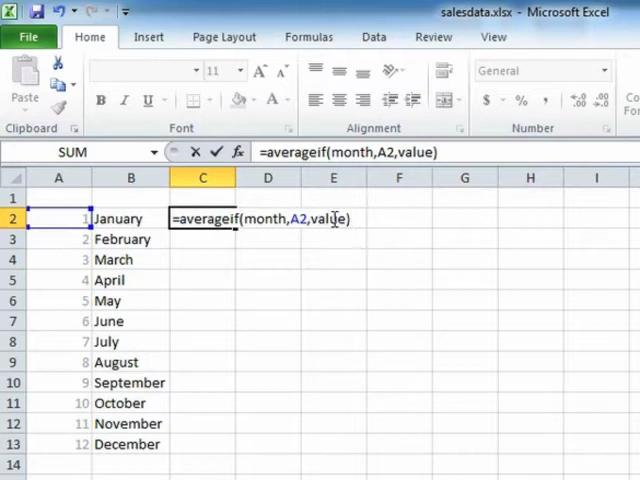 salesdata.xlsx - Microsoft Excel
File Home Insert Page Layout Formulas Data Review View
Paste
11 A A General
B I U A $ % , .00 .0
Clipboard Font Alignment Number
SUM fx =averageif(month,A2,value)
A B C D E F G H I
1
2 1 January =averageif(month,A2,value)
3 2 February
4 3 March
5 4 April
6 5 May
7 6 June
8 7 July
9 8 August
10 9 September
11 10 October
12 11 November
13 12 December
14